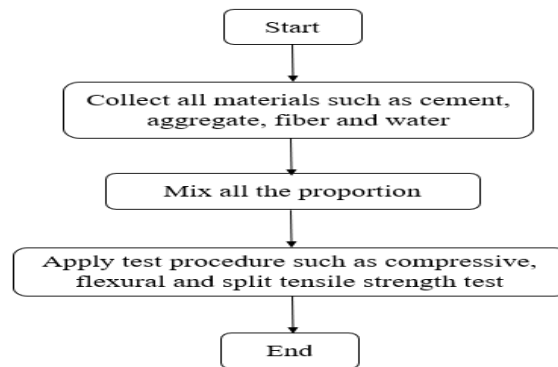 Start
Collect all materials such as cement,
aggregate, fiber and water
Mix all the proportion
Apply test procedure such as compressive,
flexural and split tensile strength test
End